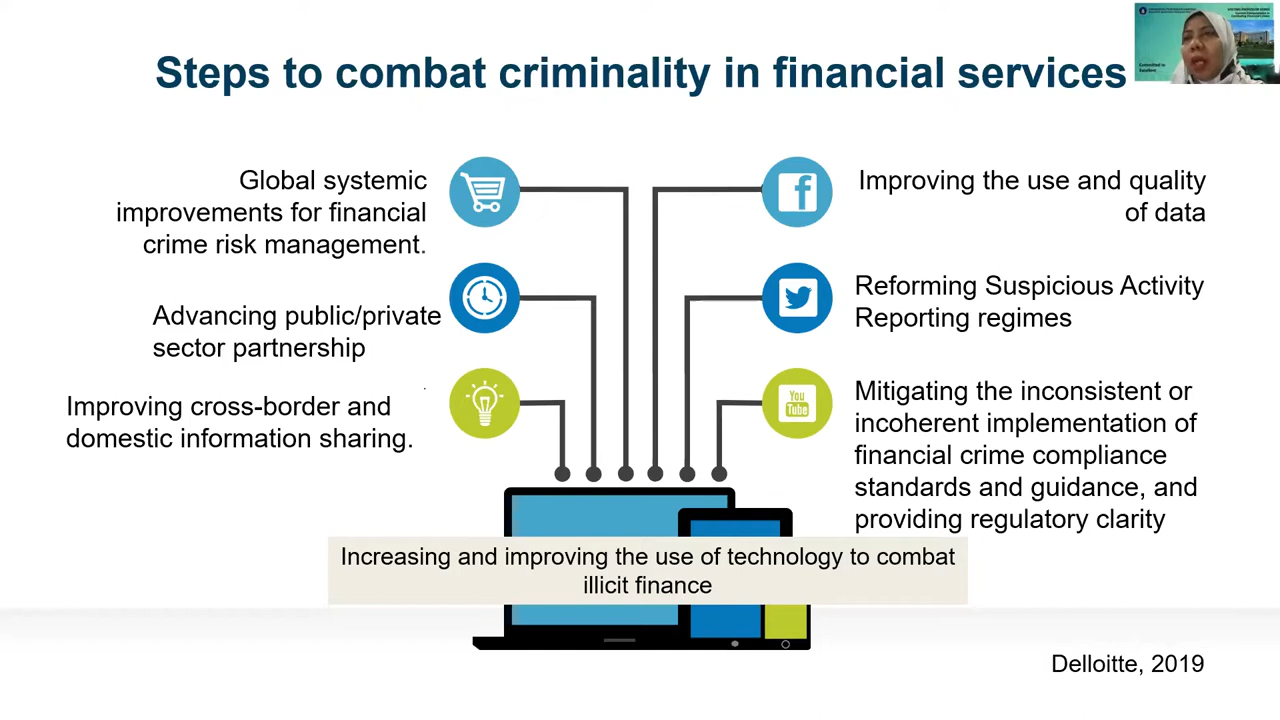 Steps to combat criminality in financial services
Global systemic
improvements for financial
crime risk management.
Advancing public/private
sector partnership
Improving cross-border and
domestic information sharing.
Improving the use and quality
of data
Reforming Suspicious Activity
Reporting regimes
You
Tube
Mitigating the inconsistent or
incoherent implementation of
financial crime compliance
standards and guidance, and
providing regulatory clarity
Increasing and improving the use of technology to combat
illicit finance
Delloitte, 2019